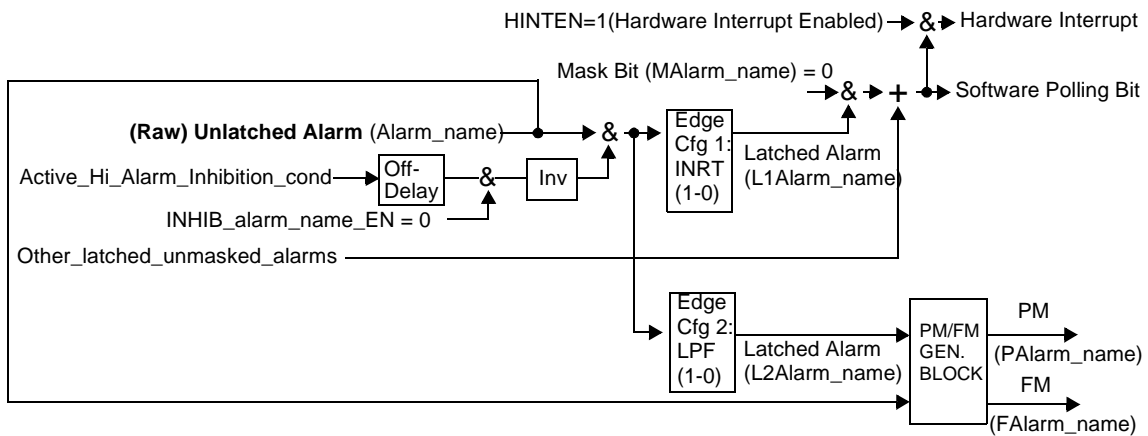 HINTEN=1(Hardware Interrupt Enabled) & Hardware Interrupt
Mask Bit (MAlarm_name) = 0
& + Software Polling Bit
(Raw) Unlatched Alarm (Alarm_name) &
Edge
Cfg 1:
INRT
(1-0)
Latched Alarm
(L1Alarm_name)
Active_Hi_Alarm_Inhibition_cond
Off-
Delay
&
Inv
INHIB_alarm_name_EN = 0
Other_latched_unmasked_alarms
Edge
Cfg 2:
LPF
(1-0)
Latched Alarm
(L2Alarm_name)
PM/FM
GEN.
BLOCK
PM
(PAlarm_name)
FM
(FAlarm_name)